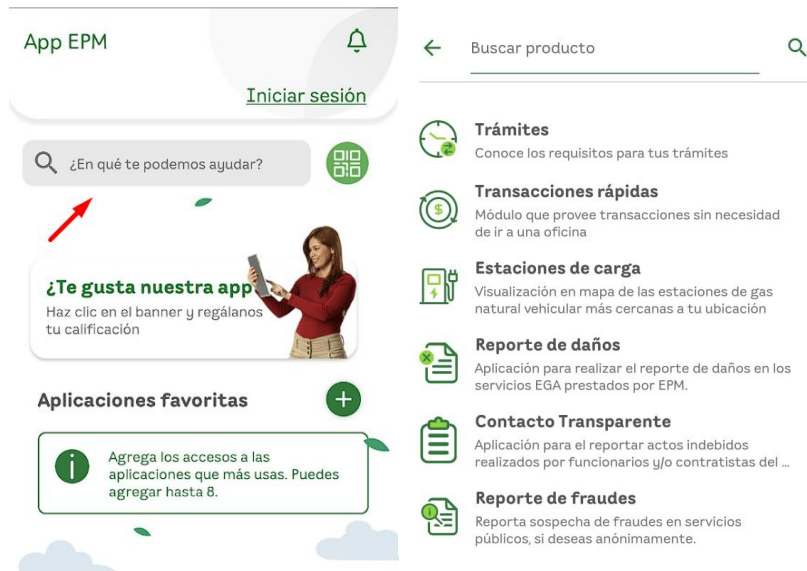 App EPM
Iniciar sesión
¿En qué te podemos ayudar?
¿Te gusta nuestra app
Haz clic en el banner y regálanos
tu calificación
Aplicaciones favoritas
Agrega los accesos a las
aplicaciones que más usas. Puedes
agregar hasta 8.
Buscar producto
Trámites
Conoce los requisitos para tus trámites
Transacciones rápidas
Módulo que provee transacciones sin necesidad
de ir a una oficina
Estaciones de carga
Visualización en mapa de las estaciones de gas
natural vehicular más cercanas a tu ubicación
Reporte de daños
Aplicación para realizar el reporte de daños en los
servicios EGA prestados por EPM.
Contacto Transparente
Aplicación para el reportar actos indebidos
realizados por funcionarios y/o contratistas del ...
Reporte de fraudes
Reporta sospecha de fraudes en servicios
públicos, si deseas anónimamente.